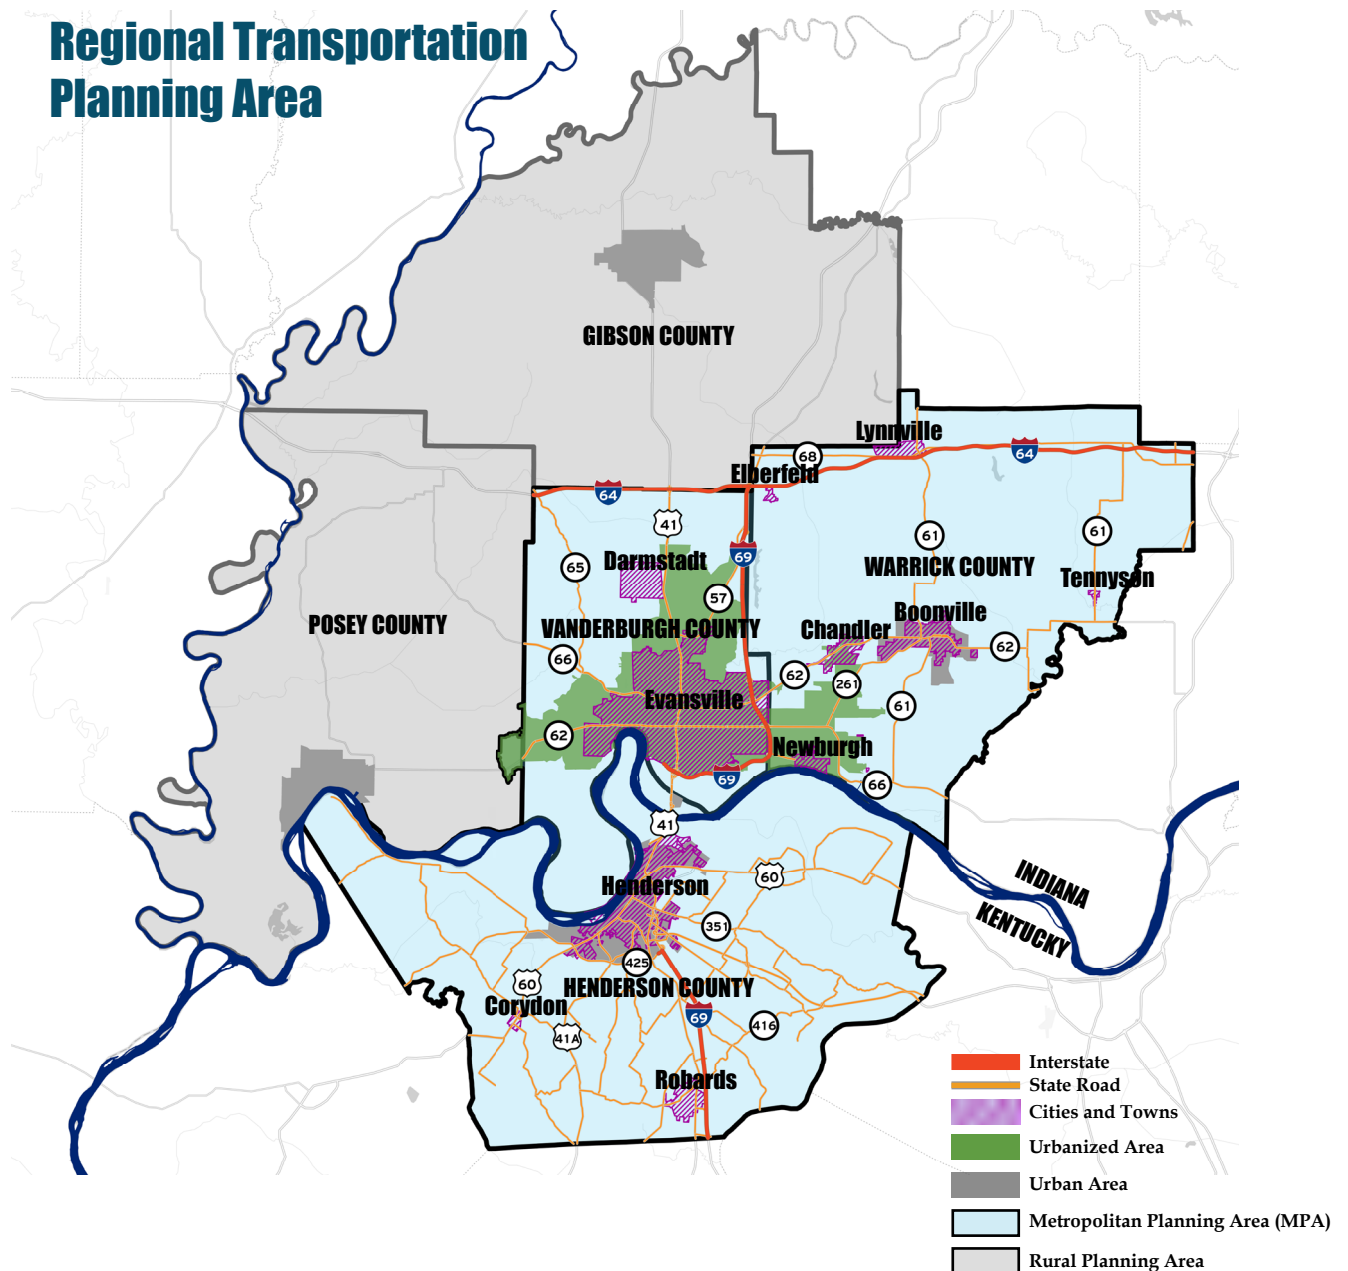 Regional Transportation
Planning Area
GIBSON COUNTY
Lynnville
68
64
Elberfeld
64
41
61
61
69
Darmstadt
65
WARRICK COUNTY
Tennyson
57
Boonville
POSEY COUNTY
VANDERBURGH COUNTY
Chandler
62
66
62
261
Evansville
61
62
Newburgh
69
66
41
INDIANA
60
Henderson
KENTUCKY
351
425
60
HENDERSON COUNTY
Corydon
69
416
41A
Robards
Interstate
State Road
Cities and Towns
Urbanized Area
Urban Area
Metropolitan Planning Area (MPA)
Rural Planning Area